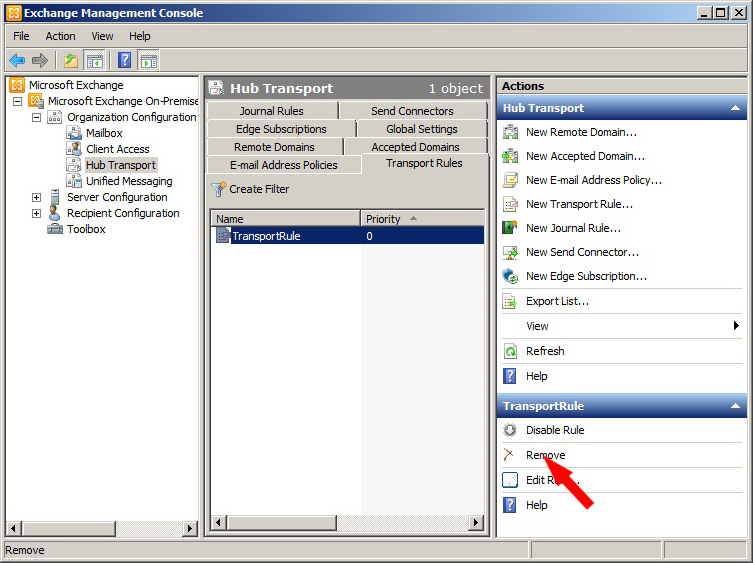 Exchange Management Console
File Action View Help
Microsoft Exchange
Microsoft Exchange On-Premise
Organization Configuration
Mailbox
Client Access
Hub Transport
Unified Messaging
Server Configuration
Recipient Configuration
Toolbox
Hub Transport 1 object
Journal Rules Send Connectors
Edge Subscriptions Global Settings
Remote Domains Accepted Domains
E-mail Address Policies Transport Rules
Create Filter
Name Priority
TransportRule 0
Actions
Hub Transport
New Remote Domain...
New Accepted Domain...
New E-mail Address Policy...
New Transport Rule...
New Journal Rule...
New Send Connector...
New Edge Subscription...
Export List...
View
Refresh
Help
TransportRule
Disable Rule
Remove
Edit
Help
Remove